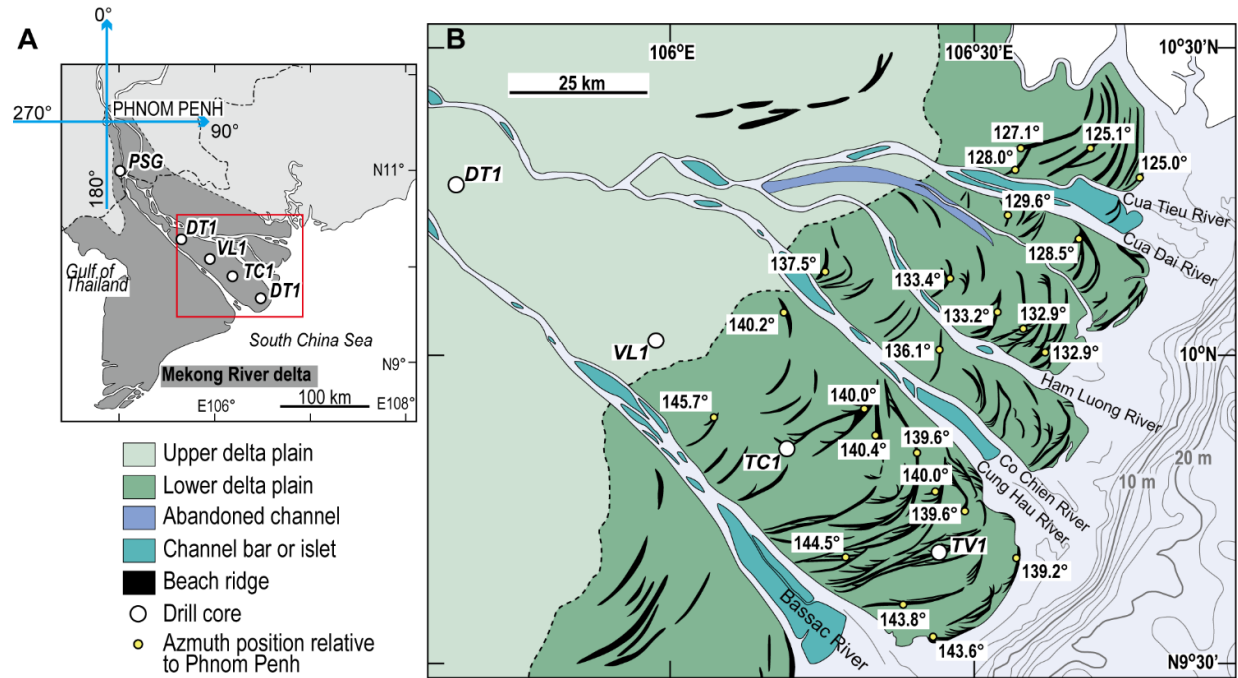 A
0°
270°
PHNOM PENH
90°
180°
PSG
N11°
DT1
VL1
TC1
DT1
Gulf of
Thailand
South China Sea
N9°
Mekong River delta
100 km
E106°
E108°
Upper delta plain
Lower delta plain
Abandoned channel
Channel bar or islet
Beach ridge
Drill core
Azmuth position relative
to Phnom Penh
B
106°E
106°30'E
10°30'N
25 km
127.1°
125.1°
128.0°
125.0°
DT1
129.6°
Cua Tieu River
Cua Dai River
128.5°
137.5°
133.4°
133.2°
132.9°
140.2°
VL1
136.1°
132.9°
10°N
Ham Luong River
145.7°
140.0°
140.4°
139.6°
TC1
140.0°
139.6°
Co Chien River
Cung Hau River
20 m
10 m
144.5°
TV1
139.2°
Bassac River
143.8°
143.6°
N9°30'